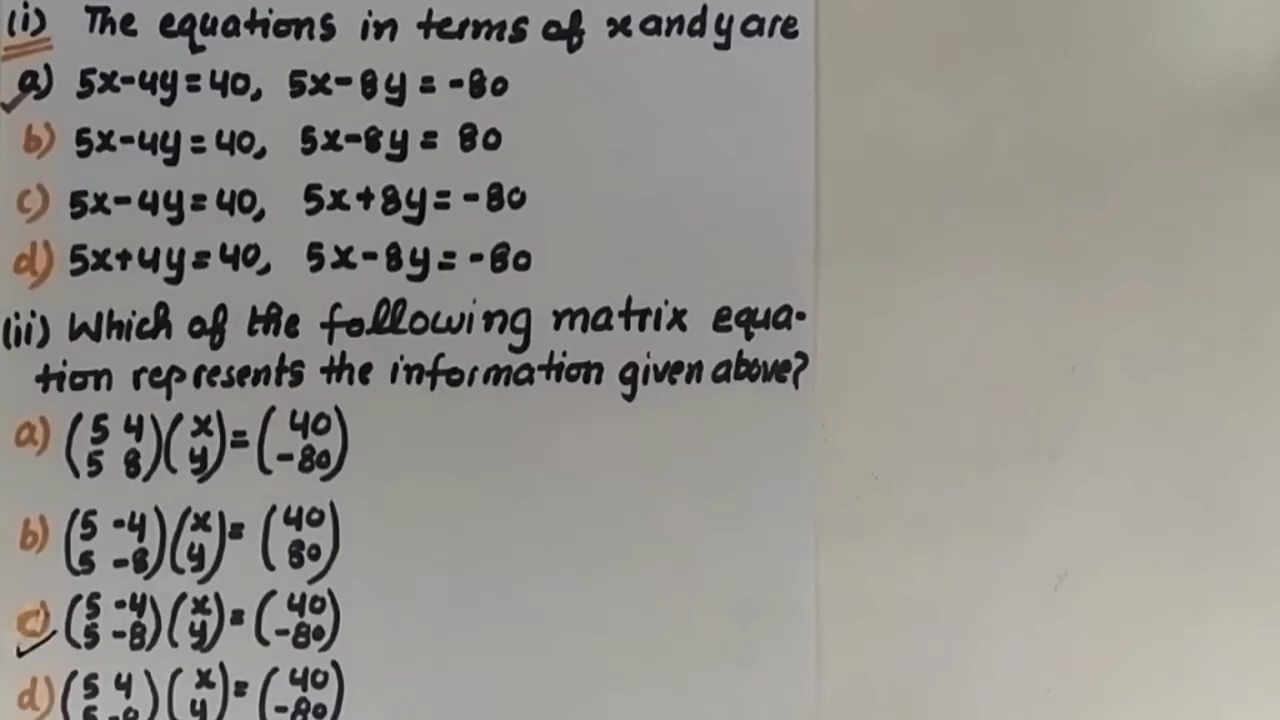 (i) The equations in terms of x and y are
a) 5x-4y=40, 5x-8y=-80
b) 5x-4y=40, 5x-8y= 80
c) 5x-4y=40, 5x+8y=-80
d) 5x+4y=40, 5x-8y=-80
(ii) Which of the following matrix equa-
tion represents the information given above?
a) (5 4
5 8)(x
y)=(40
-80)
b) (5 -4
5 -8)(x
y)=(40
80)
c) (5 -4
5 -8)(x
y)=(40
-80)
d) (5 4
5 -8)(x
y)=(40
-80)